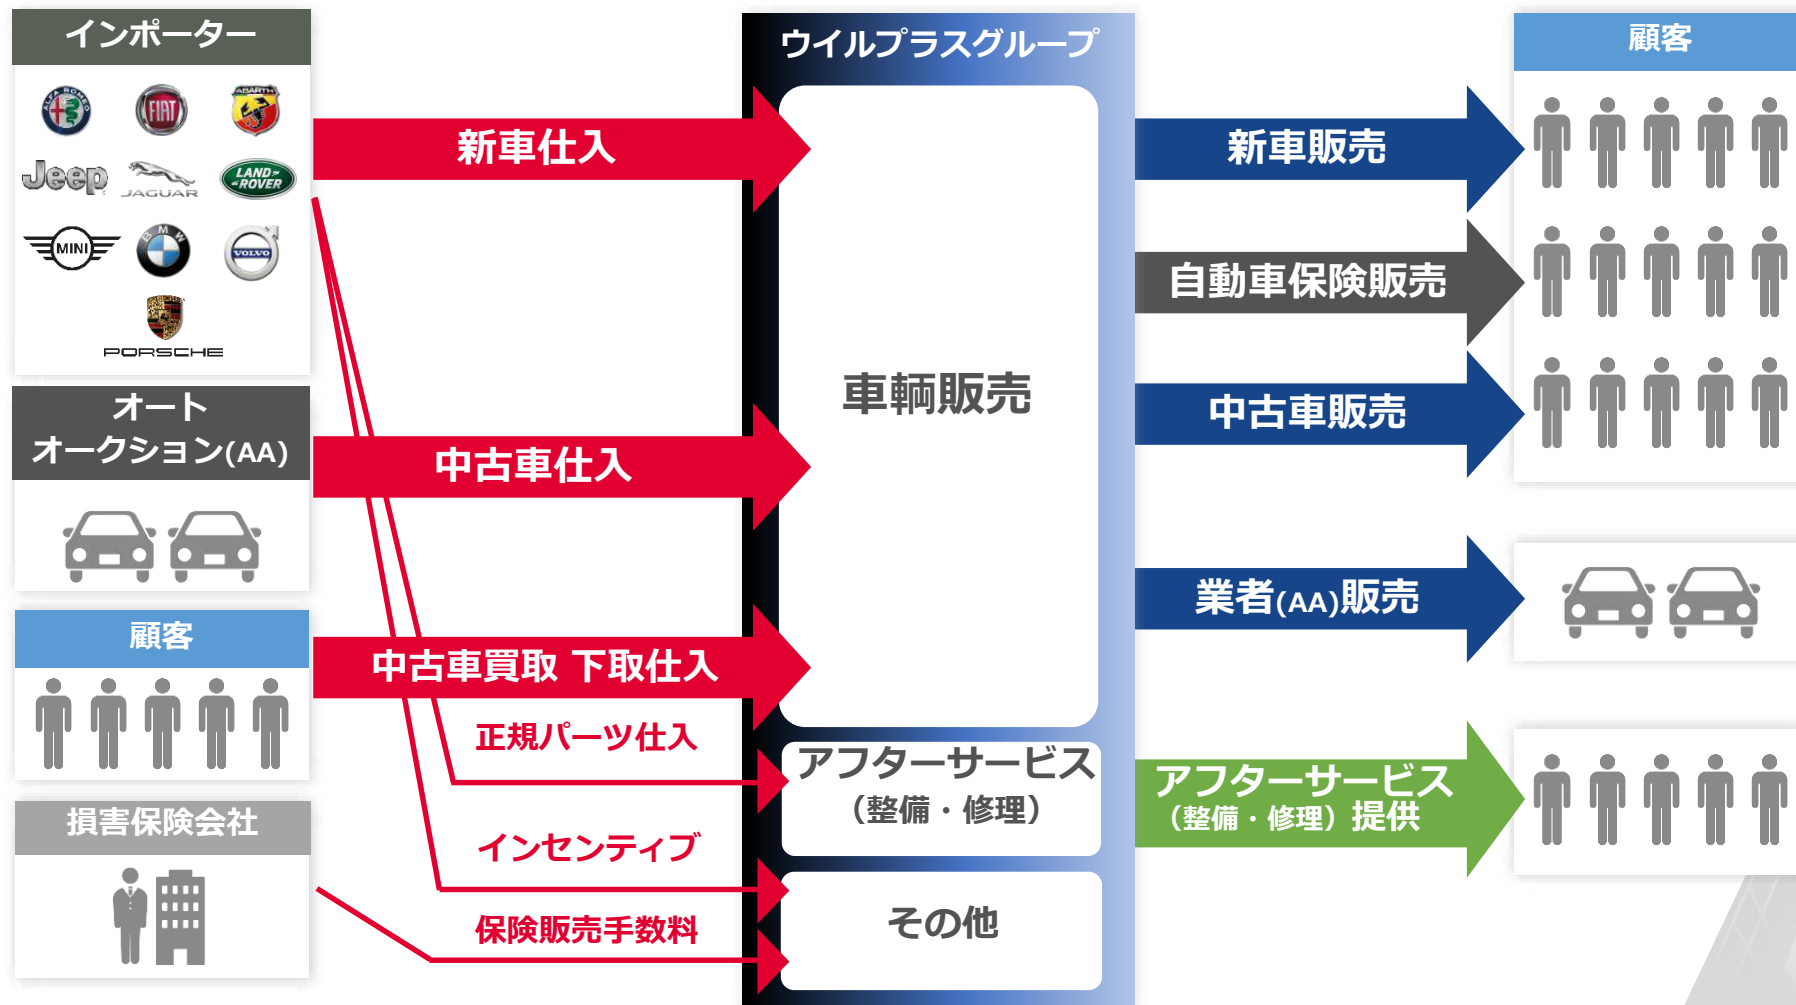 インポーター
ALFA ROMEO
FIAT
ABARTH
Jeep
JAGUAR
LAND-
-ROVER
MINI
BMW
VOLVO
PORSCHE
オート
オークション(AA)
顧客
損害保険会社
新車仕入
中古車仕入
中古車買取 下取仕入
正規パーツ仕入
インセンティブ
保険販売手数料
ウイルプラスグループ
車輌販売
アフターサービス
（整備・修理）
その他
新車販売
自動車保険販売
中古車販売
業者(AA)販売
アフターサービス
（整備・修理）提供
顧客